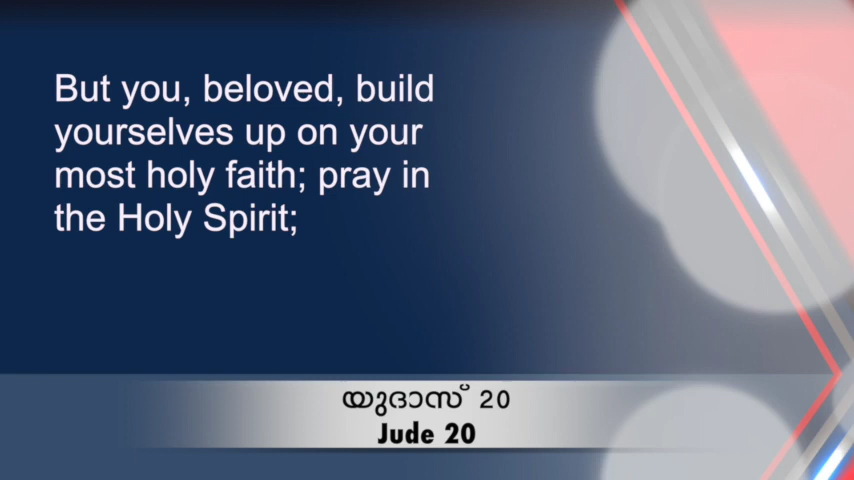 But you, beloved, build
yourselves up on your
most holy faith; pray in
the Holy Spirit;
യുദാസ് 20
Jude 20